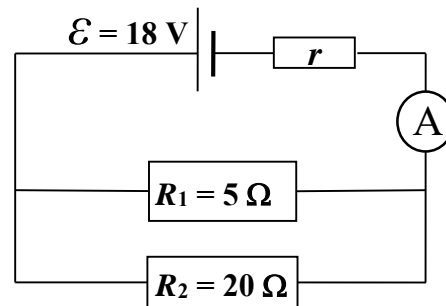 ℰ = 18 V
r
A
R₁ = 5 Ω
R₂ = 20 Ω